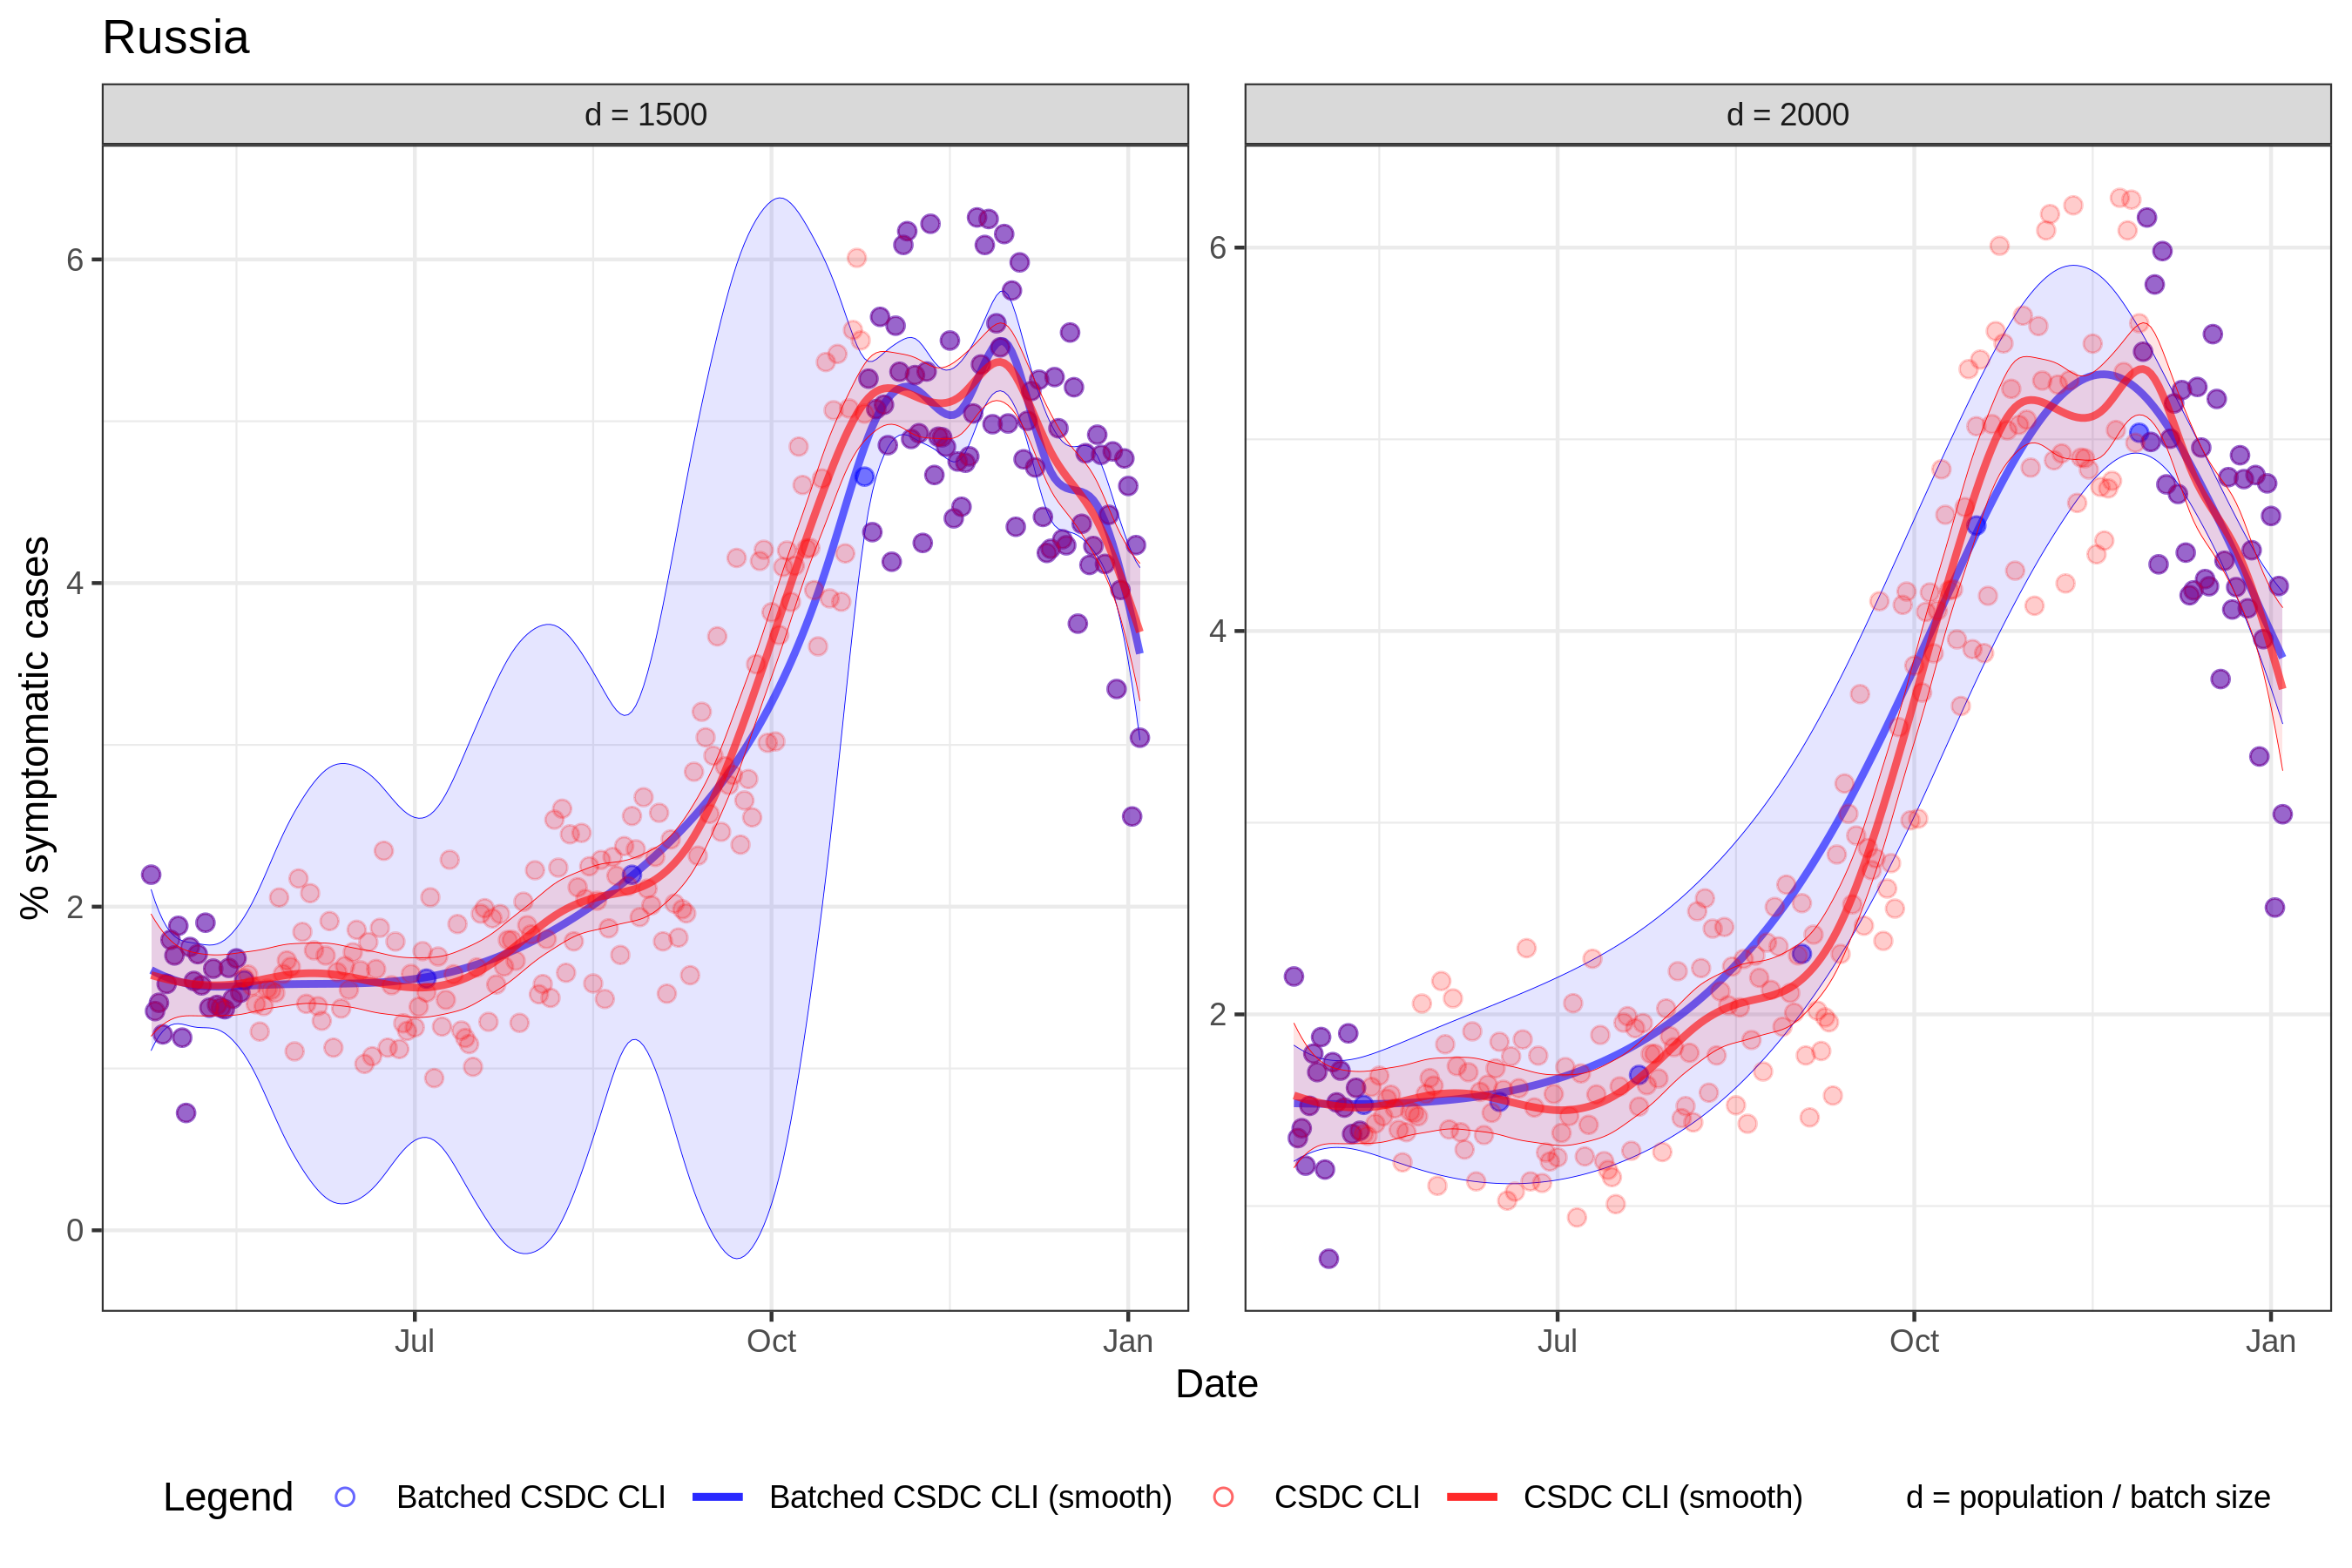 Russia
d = 1500
d = 2000
% symptomatic cases
6
4
2
0
6
4
2
Jul
Oct
Jan
Jul
Oct
Jan
Date
Legend
Batched CSDC CLI
Batched CSDC CLI (smooth)
CSDC CLI
CSDC CLI (smooth)
d = population / batch size